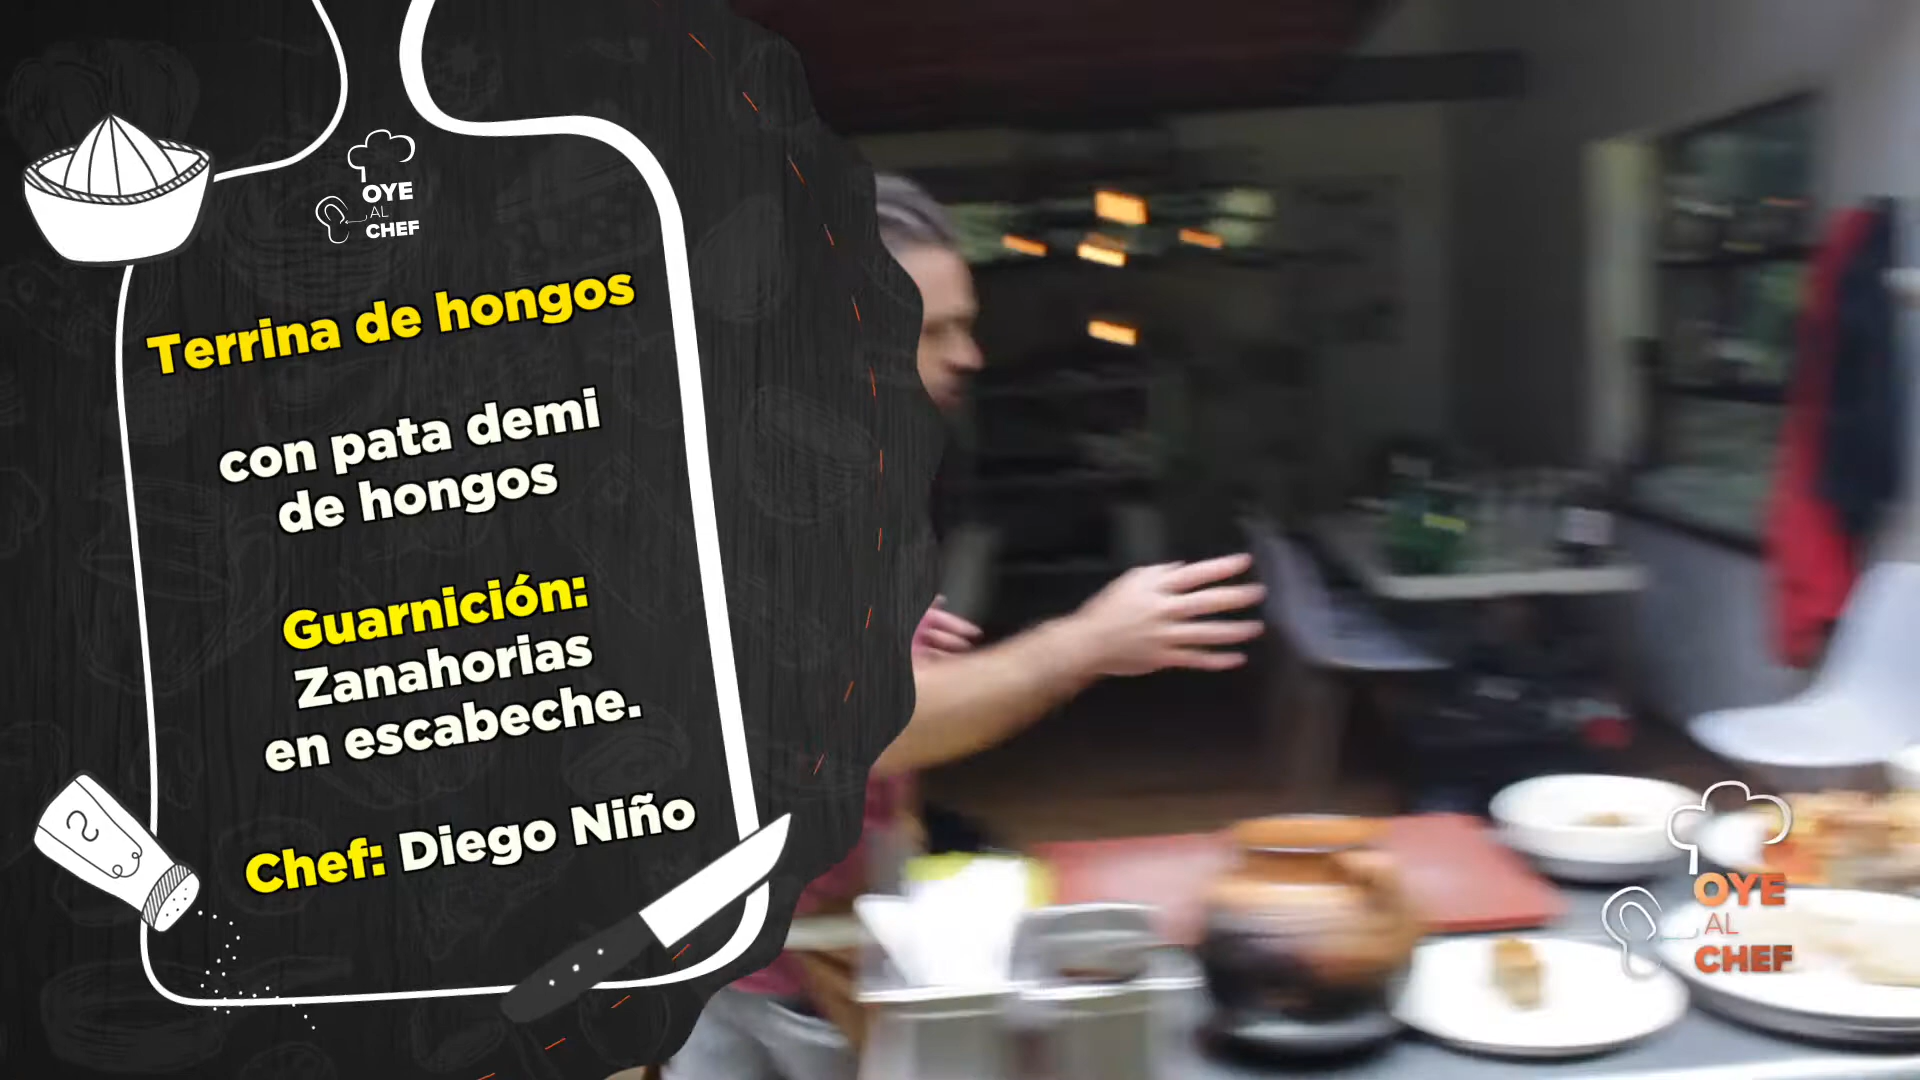 OYE
AL
CHEF
Terrina de hongos
con pata demi
de hongos
Guarnición:
Zanahorias
en escabeche.
Chef: Diego Niño
OYE
AL
CHEF